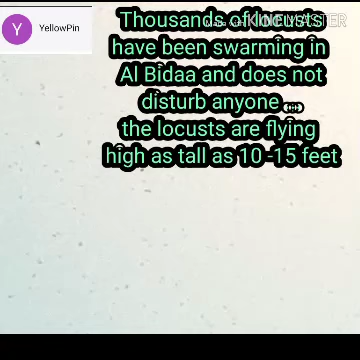 Y YellowPin
Thousands of locusts
have been swarming in
Al Bidaa and does not
disturb anyone ...
the locusts are flying
high as tall as 10 -15 feet
KINEMASTER